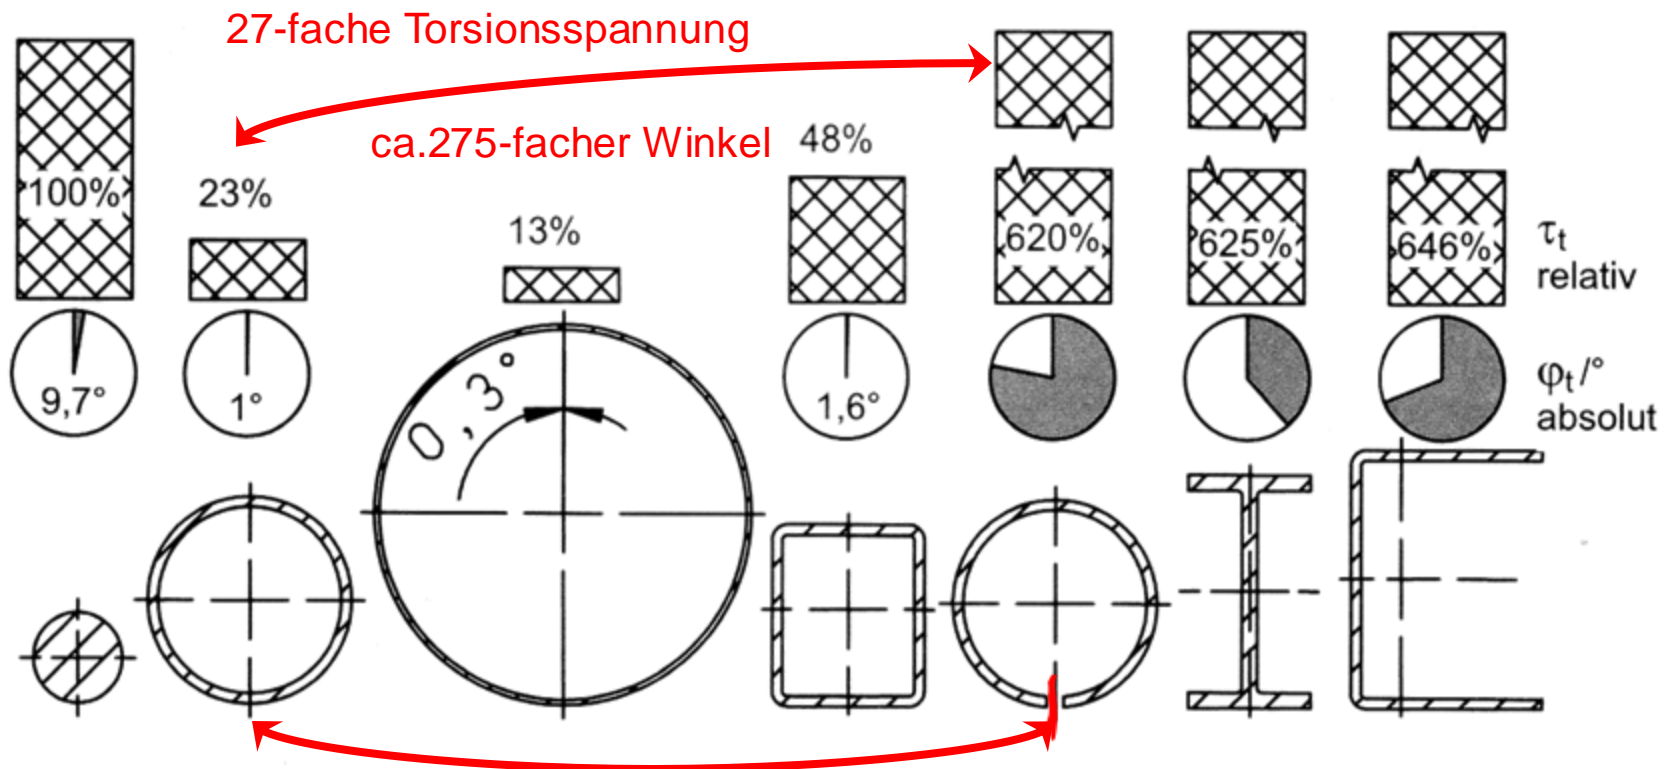 27-fache Torsionsspannung
ca.275-facher Winkel
100%
23%
13%
48%
620%
625%
646%
τt
relativ
9,7°
1°
0,3°
1,6°
φt/°
absolut